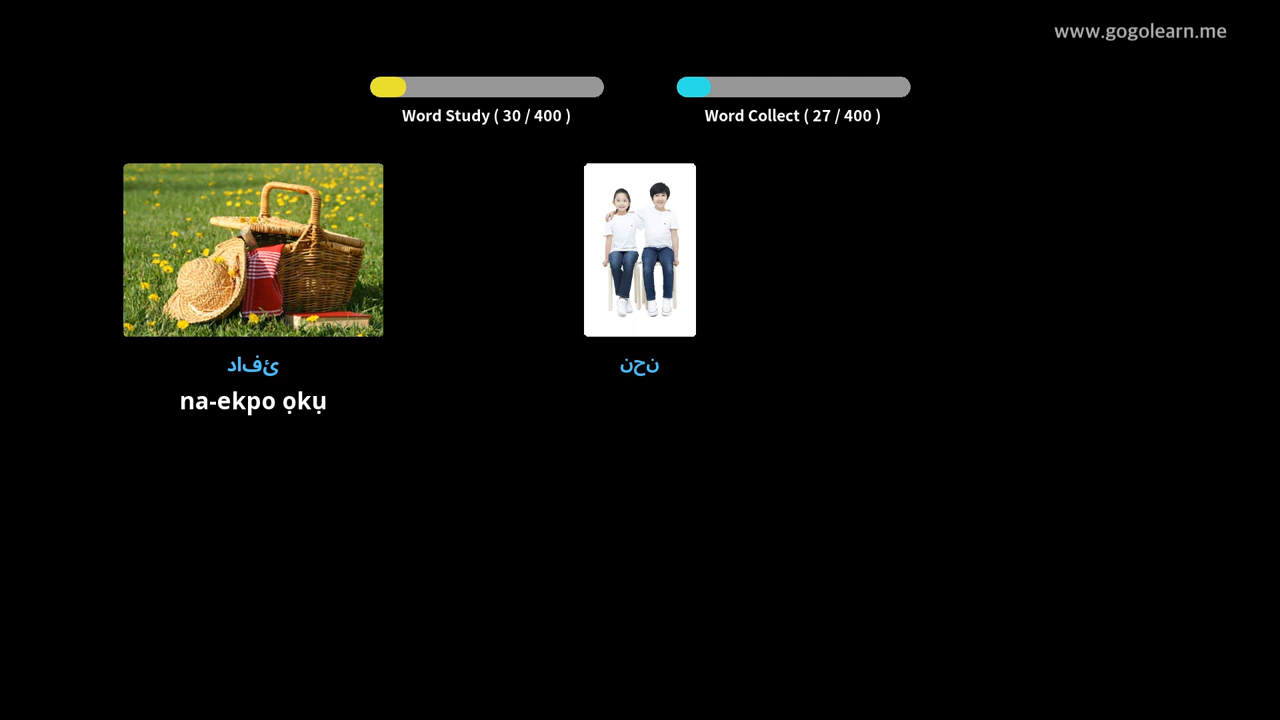 www.gogolearn.me
Word Study ( 30 / 400 )
Word Collect ( 27 / 400 )
دافئ
نحن
na-ekpo ọkụ